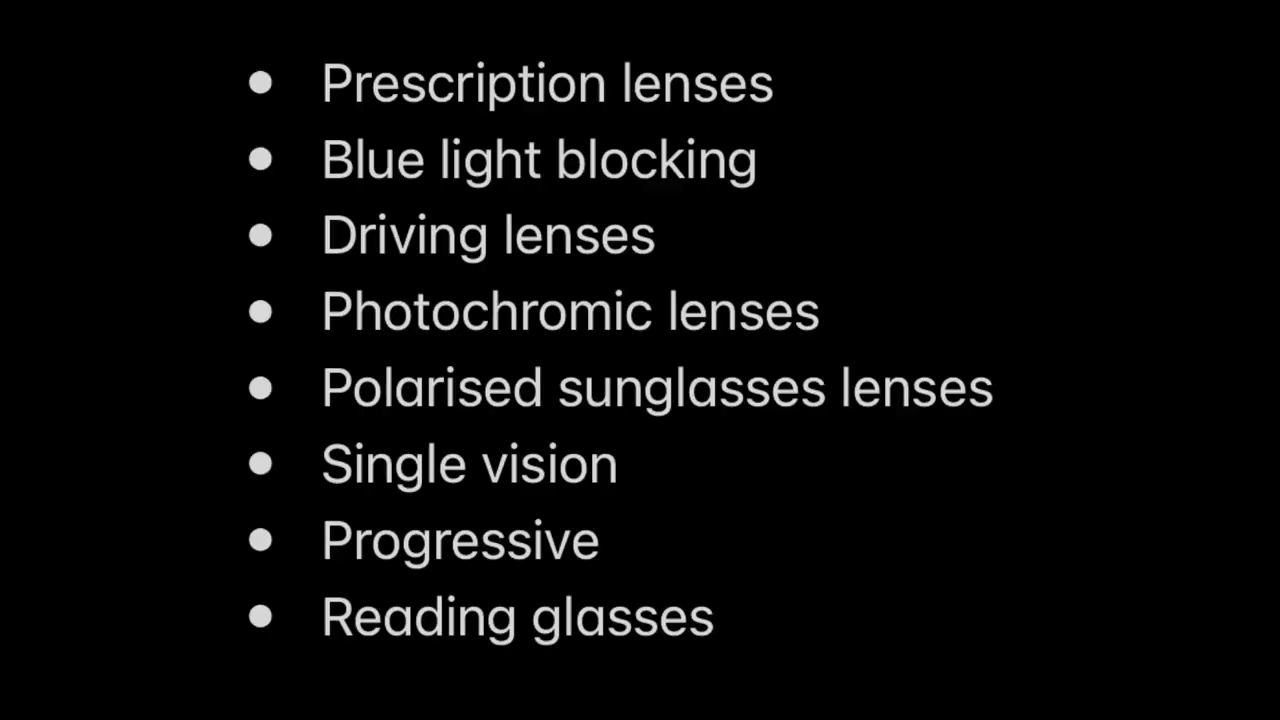 • Prescription lenses
• Blue light blocking
• Driving lenses
• Photochromic lenses
• Polarised sunglasses lenses
• Single vision
• Progressive
• Reading glasses